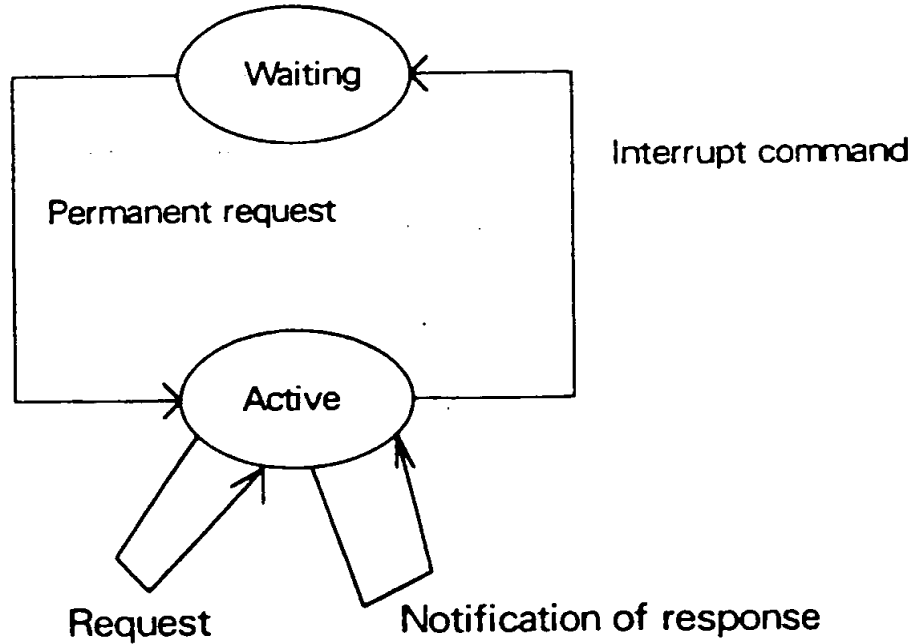 Waiting
Interrupt command
Permanent request
Active
Request
Notification of response